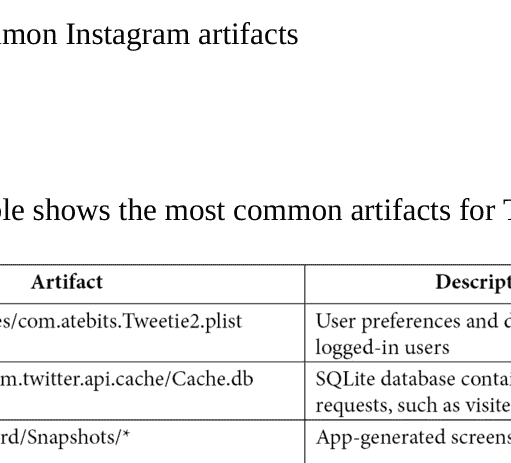 mon Instagram artifacts
le shows the most common artifacts for T
Artifact Descript
s/com.atebits.Tweetie2.plist User preferences and d
logged-in users
m.twitter.api.cache/Cache.db SQLite database contai
requests, such as visite
rd/Snapshots/* App-generated screens